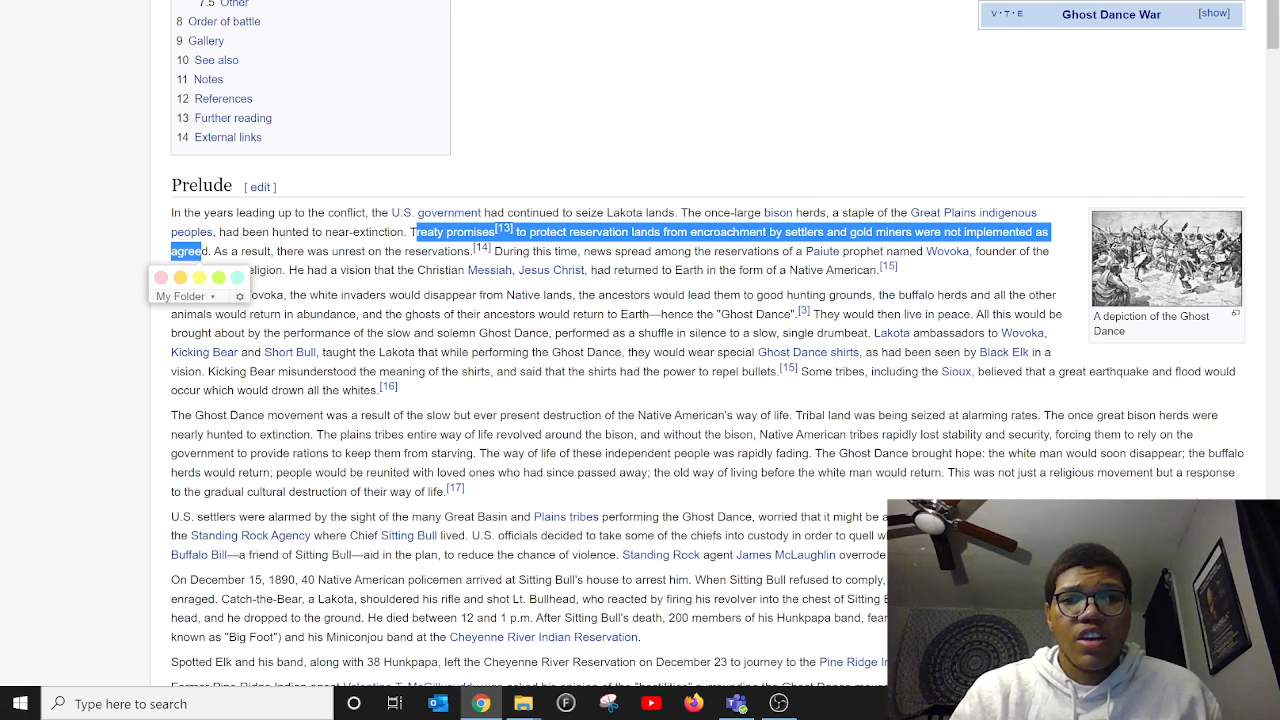 7.5 Other
8 Order of battle
9 Gallery
10 See also
11 Notes
12 References
13 Further reading
14 External links
V · T · E Ghost Dance War [show]
Prelude [ edit ]
In the years leading up to the conflict, the U.S. government had continued to seize Lakota lands. The once-large bison herds, a staple of the Great Plains indigenous
peoples, had been hunted to near-extinction. Treaty promises[13] to protect reservation lands from encroachment by settlers and gold miners were not implemented as
agreed. As a result, there was unrest on the reservations.[14] During this time, news spread among the reservations of a Paiute prophet named Wovoka, founder of the
eligion. He had a vision that the Christian Messiah, Jesus Christ, had returned to Earth in the form of a Native American.[15]
My Folder
ovoka, the white invaders would disappear from Native lands, the ancestors would lead them to good hunting grounds, the buffalo herds and all the other
animals would return in abundance, and the ghosts of their ancestors would return to Earth—hence the "Ghost Dance".[3] They would then live in peace. All this would be
brought about by the performance of the slow and solemn Ghost Dance, performed as a shuffle in silence to a slow, single drumbeat. Lakota ambassadors to Wovoka,
Kicking Bear and Short Bull, taught the Lakota that while performing the Ghost Dance, they would wear special Ghost Dance shirts, as had been seen by Black Elk in a
vision. Kicking Bear misunderstood the meaning of the shirts, and said that the shirts had the power to repel bullets.[15] Some tribes, including the Sioux, believed that a great earthquake and flood would
occur which would drown all the whites.[16]
A depiction of the Ghost
Dance
The Ghost Dance movement was a result of the slow but ever present destruction of the Native American's way of life. Tribal land was being seized at alarming rates. The once great bison herds were
nearly hunted to extinction. The plains tribes entire way of life revolved around the bison, and without the bison, Native American tribes rapidly lost stability and security, forcing them to rely on the
government to provide rations to keep them from starving. The way of life of these independent people was rapidly fading. The Ghost Dance brought hope: the white man would soon disappear; the buffalo
herds would return; people would be reunited with loved ones who had since passed away; the old way of living before the white man would return. This was not just a religious movement but a response
to the gradual cultural destruction of their way of life.[17]
U.S. settlers were alarmed by the sight of the many Great Basin and Plains tribes performing the Ghost Dance, worried that it might be a
the Standing Rock Agency where Chief Sitting Bull lived. U.S. officials decided to take some of the chiefs into custody in order to quell w
Buffalo Bill—a friend of Sitting Bull—aid in the plan, to reduce the chance of violence. Standing Rock agent James McLaughlin overrode
On December 15, 1890, 40 Native American policemen arrived at Sitting Bull's house to arrest him. When Sitting Bull refused to comply,
enraged. Catch-the-Bear, a Lakota, shouldered his rifle and shot Lt. Bullhead, who reacted by firing his revolver into the chest of Sitting B
head, and he dropped to the ground. He died between 12 and 1 p.m. After Sitting Bull's death, 200 members of his Hunkpapa band, fear
known as "Big Foot") and his Miniconjou band at the Cheyenne River Indian Reservation.
Spotted Elk and his band, along with 38 Hunkpapa, left the Cheyenne River Reservation on December 23 to journey to the Pine Ridge In
Type here to search